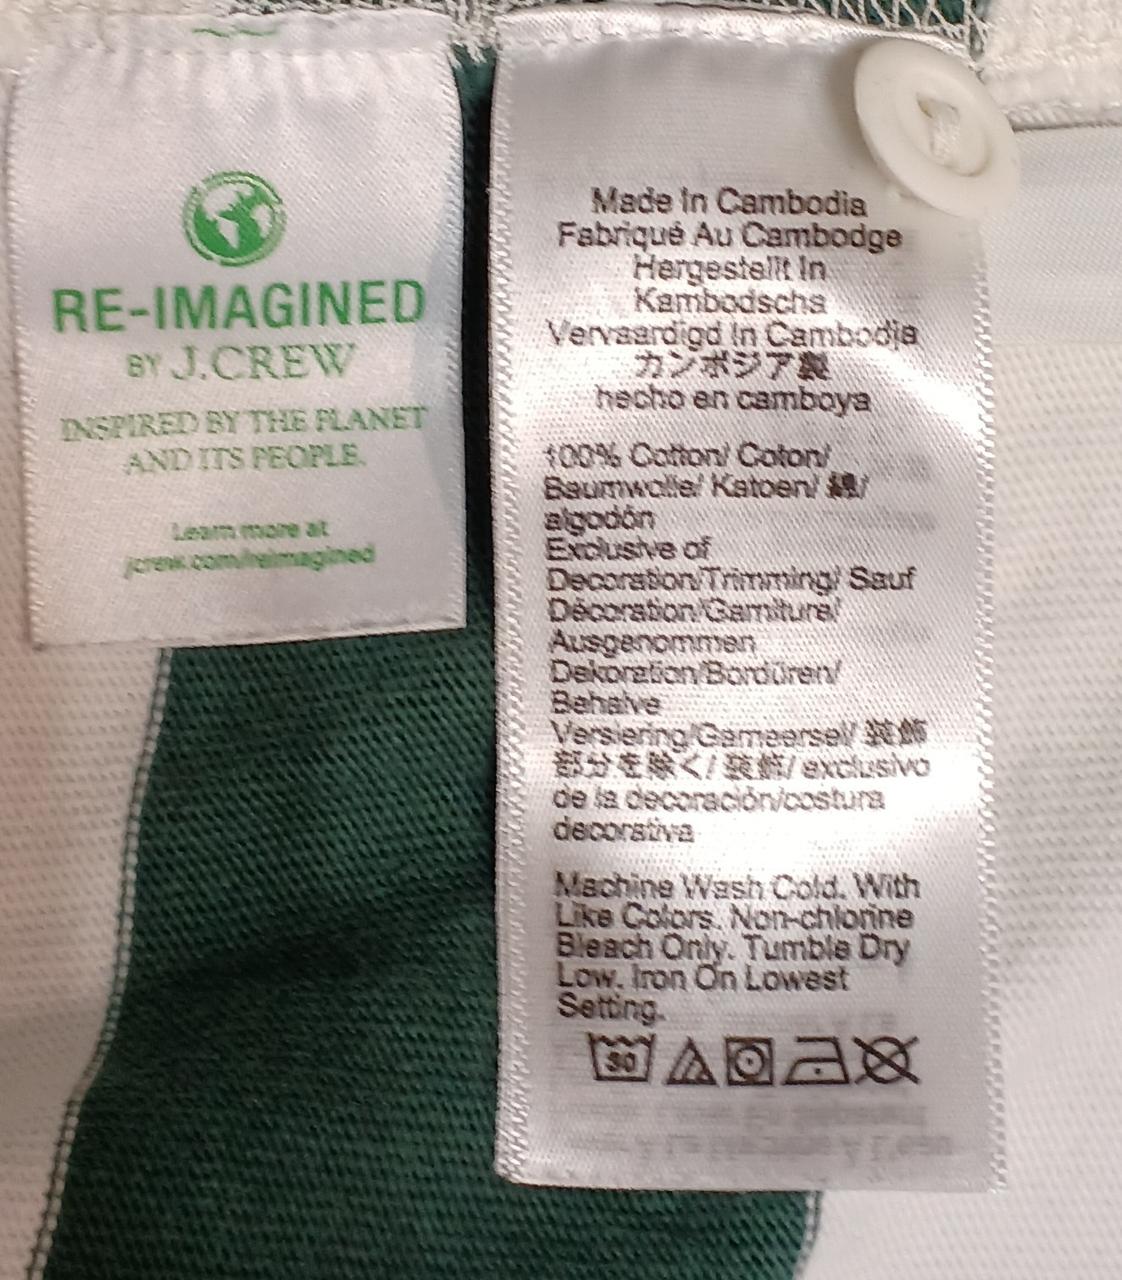 RE-IMAGINED
BY J.CREW
INSPIRED BY THE PLANET
AND ITS PEOPLE.
Learn more at
jcrew.com/reimagined
Made In Cambodia
Fabriqué Au Cambodge
Hergestellt In
Kambodscha
Vervaardigd In Cambodja
カンボジア製
hecho en camboya
100% Cotton/ Coton/
Baumwolle/ Katoen/ 綿/
algodón
Exclusive of
Decoration/Trimming/ Sauf
Décoration/Garniture/
Ausgenommen
Dekoration/Bordüren/
Behalve
Versiering/Garneersel/ 装飾
部分を除く/ 装飾/ exclusivo
de la decoración/costura
decorativa
Machine Wash Cold. With
Like Colors. Non-chlorine
Bleach Only. Tumble Dry
Low. Iron On Lowest
Setting.
30